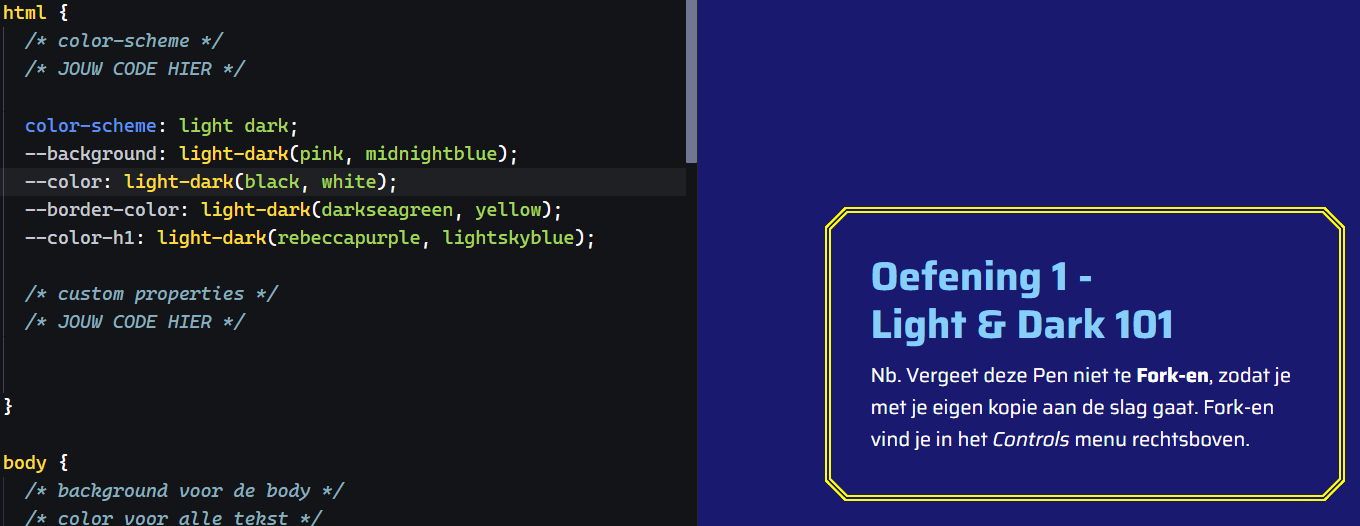 html {
/* color-scheme */
/* JOUW CODE HIER */
color-scheme: light dark;
--background: light-dark(pink, midnightblue);
--color: light-dark(black, white);
--border-color: light-dark(darkseagreen, yellow);
--color-h1: light-dark(rebeccapurple, lightskyblue);
/* custom properties */
/* JOUW CODE HIER */
}
body {
/* background voor de body */
/* color voor alle tekst */
Oefening 1 -
Light & Dark 101
Nb. Vergeet deze Pen niet te Fork-en, zodat je
met je eigen kopie aan de slag gaat. Fork-en
vind je in het Controls menu rechtsboven.